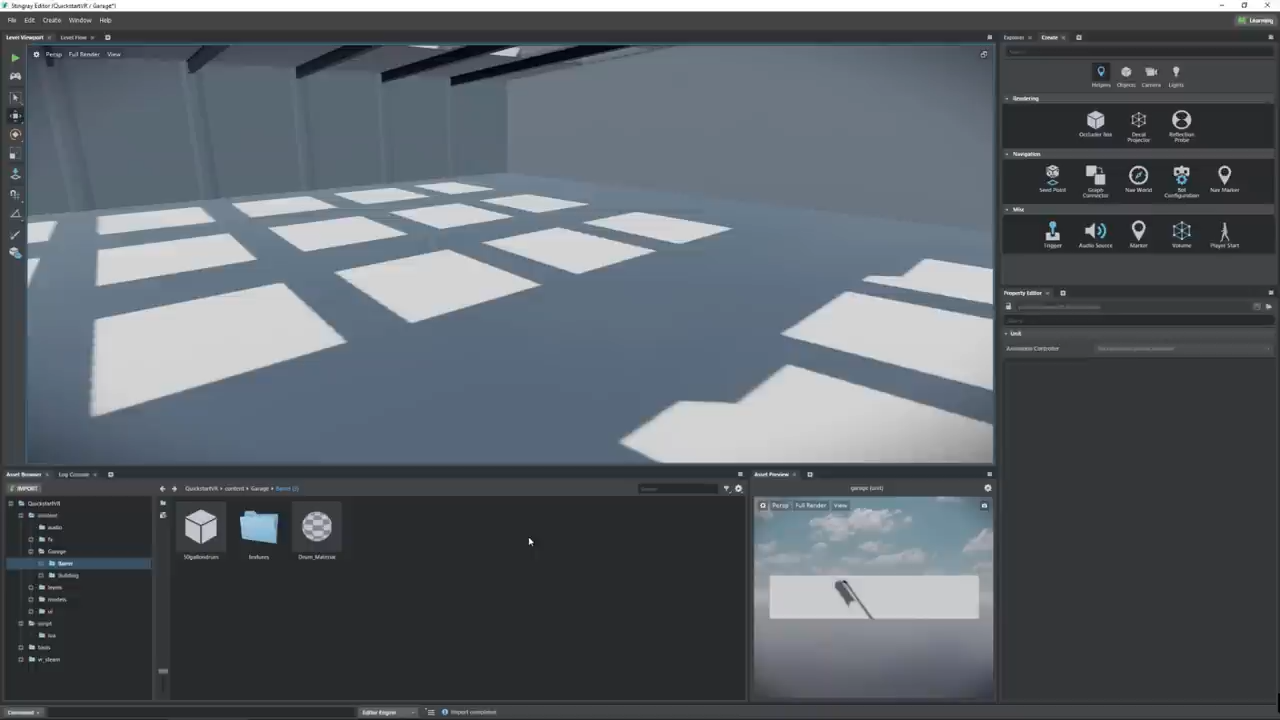 Stingray Editor (QuickstartVR / Garage*)
File Edit Create Window Help
Learning
Level Viewport
Level Flow
Persp Full Render View
Explorer
Create
Helpers Objects Camera Lights
Rendering
Occluder Box
Decal Projector
Reflection Probe
Navigation
Seed Point
Graph Connector
Nav World
Bot Configuration
Nav Marker
Misc
Trigger
Audio Source
Marker
Volume
Player Start
Property Editor
Unit
Animation Controller
Asset Browser
Log Console
IMPORT
QuickstartVR > content > Garage >
QuickstartVR
content
audio
fx
Garage
Barrel
Building
levels
models
ui
script
lua
tools
vr_steam
50gallondrum
textures
Drum_Material
Asset Preview
garage (unit)
Persp Full Render View
Command
Editor Engine
Import completed